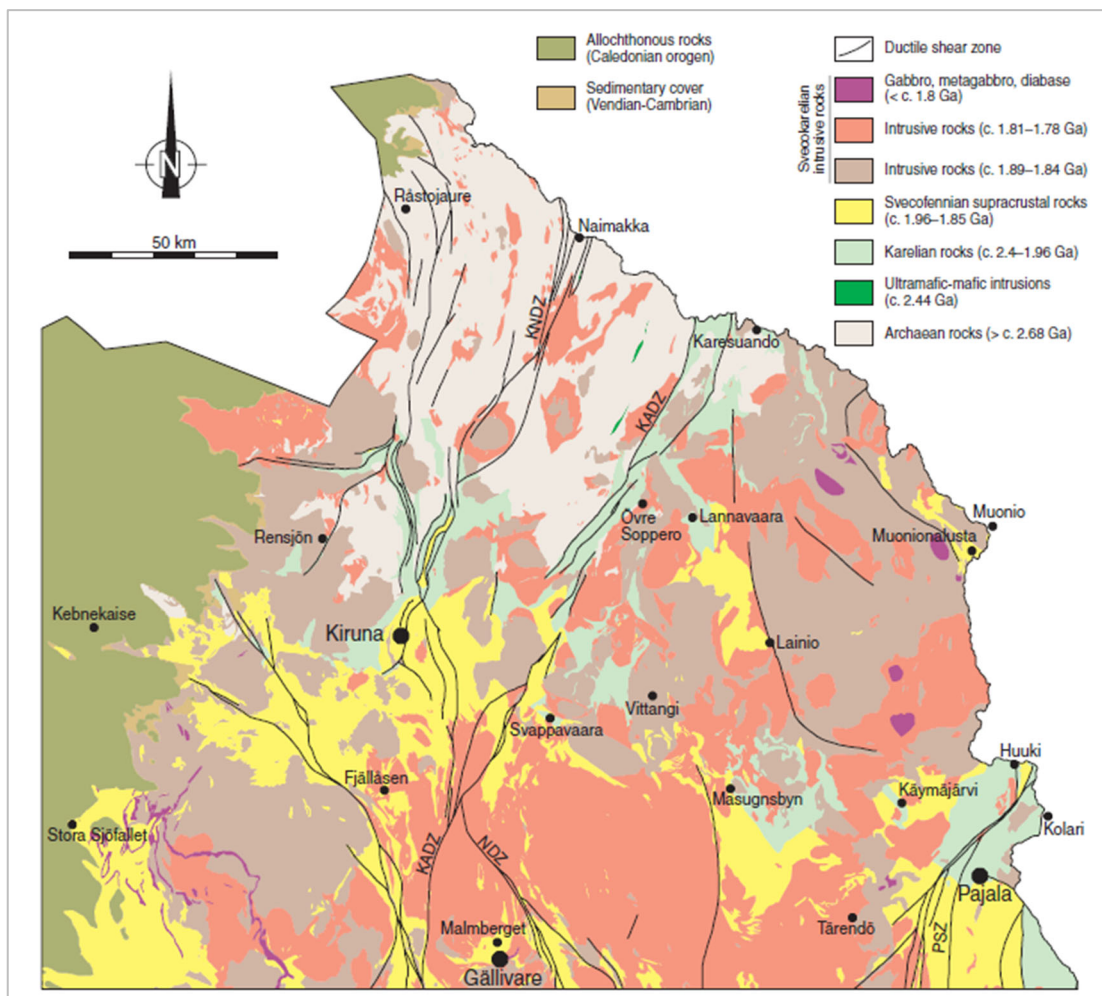 Allochthonous rocks
(Caledonian orogen)
Sedimentary cover
(Vendian-Cambrian)
Ductile shear zone
Gabbro, metagabbro, diabase
(< c. 1.8 Ga)
Intrusive rocks (c. 1.81–1.78 Ga)
Intrusive rocks (c. 1.89–1.84 Ga)
Svecokarelian
intrusive rocks
Svecofennian supracrustal rocks
(c. 1.96–1.85 Ga)
Karelian rocks (c. 2.4–1.96 Ga)
Ultramafic-mafic intrusions
(c. 2.44 Ga)
Archaean rocks (> c. 2.68 Ga)
N
50 km
Råstojaure
Naimakka
KNDZ
Karesuando
KADZ
Övre
Soppero
Lannavaara
Muonio
Muonionalusta
Rensjön
Kebnekaise
Kiruna
Lainio
Vittangi
Svappavaara
Huuki
Fjällåsen
Masugnsbyn
Käymäjärvi
Kolari
Stora Sjöfallet
KADZ
NDZ
Pajala
Tärendö
PSZ
Malmberget
Gällivare